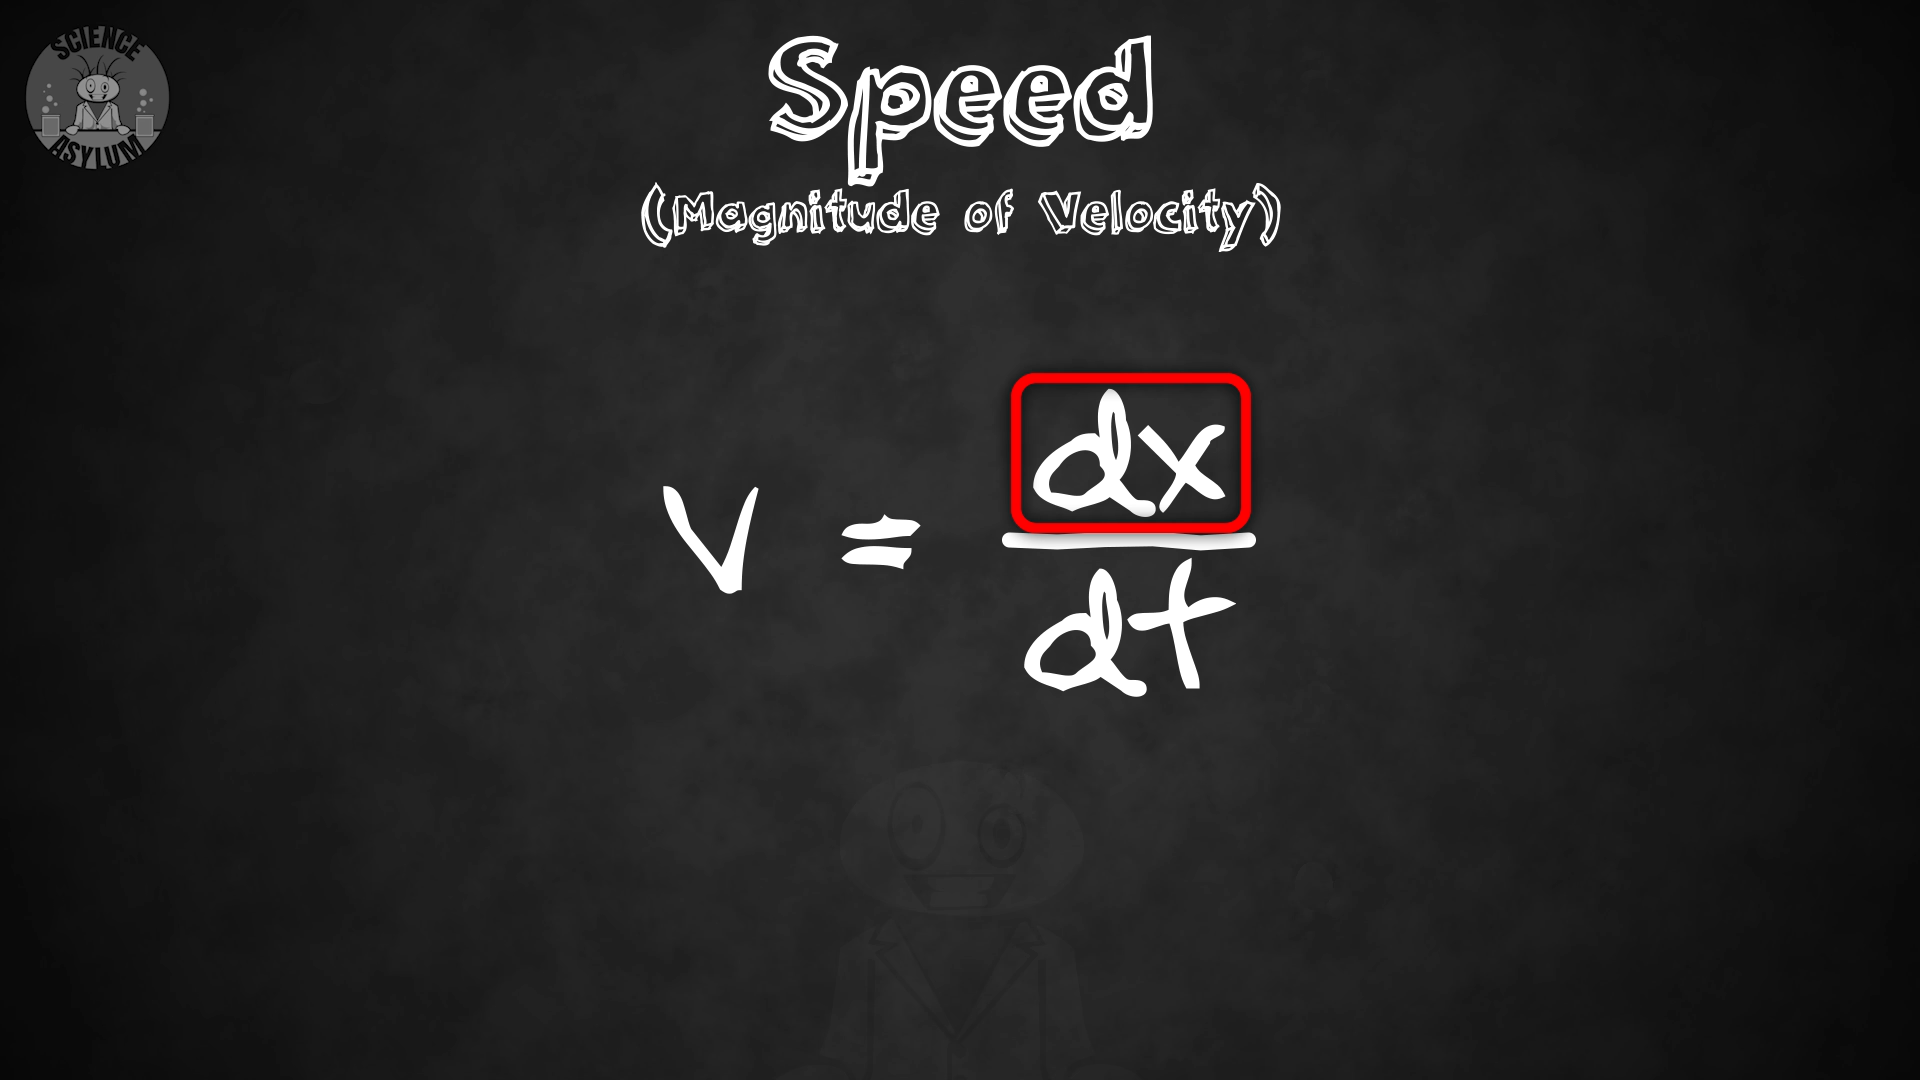 SCIENCE
ASYLUM
Speed
(Magnitude of Velocity)
v = dx
dt